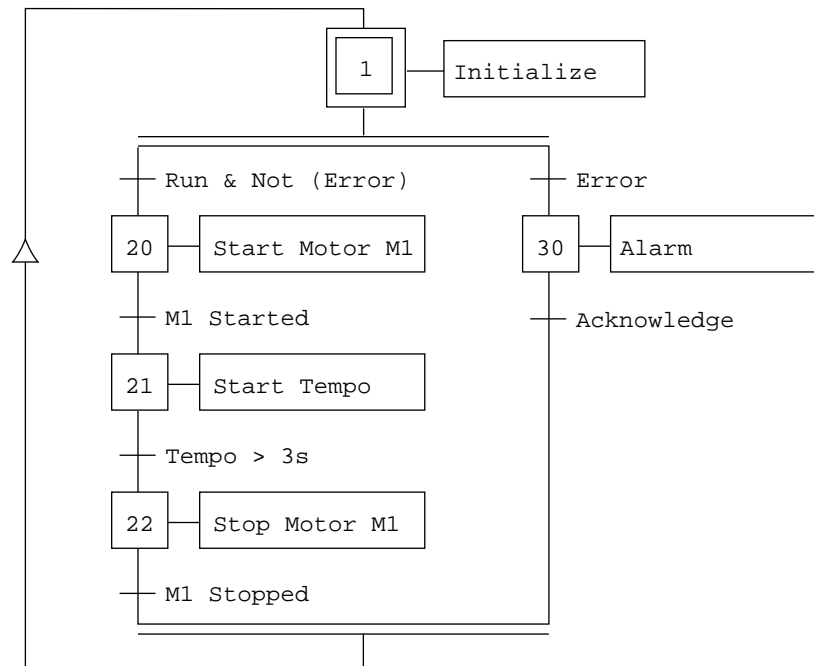 1
Initialize
Run & Not (Error)
Error
20
Start Motor M1
30
Alarm
M1 Started
Acknowledge
21
Start Tempo
Tempo > 3s
22
Stop Motor M1
M1 Stopped